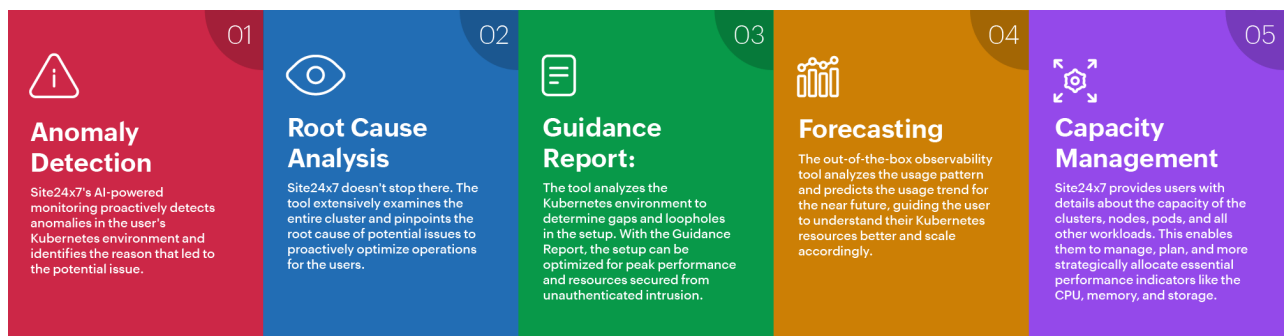 01
Anomaly
Detection
Site24x7's AI-powered
monitoring proactively detects
anomalies in the user's
Kubernetes environment and
identifies the reason that led to
the potential issue.
02
Root Cause
Analysis
Site24x7 doesn't stop there. The
tool extensively examines the
entire cluster and pinpoints the
root cause of potential issues to
proactively optimize operations
for the users.
03
Guidance
Report:
The tool analyzes the
Kubernetes environment to
determine gaps and loopholes
in the setup. With the Guidance
Report, the setup can be
optimized for peak performance
and resources secured from
unauthenticated intrusion.
04
Forecasting
The out-of-the-box observability
tool analyzes the usage pattern
and predicts the usage trend for
the near future, guiding the user
to understand their Kubernetes
resources better and scale
accordingly.
05
Capacity
Management
Site24x7 provides users with
details about the capacity of the
clusters, nodes, pods, and all
other workloads. This enables
them to manage, plan, and more
strategically allocate essential
performance indicators like the
CPU, memory, and storage.